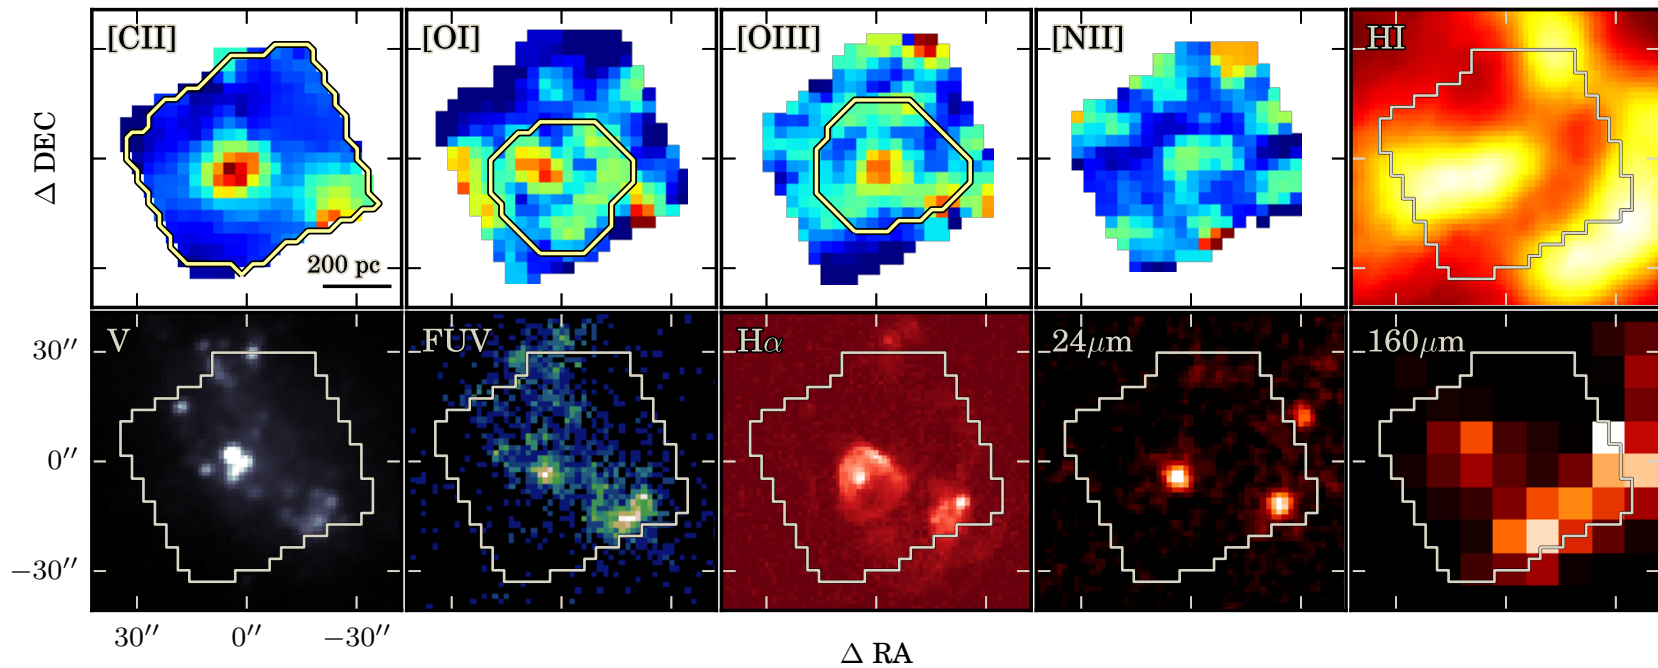 [CII]
[OI]
[OIII]
[NII]
HI
Δ DEC
200 pc
V
FUV
Hα
24μm
160μm
30″
0″
−30″
30″
0″
−30″
Δ RA